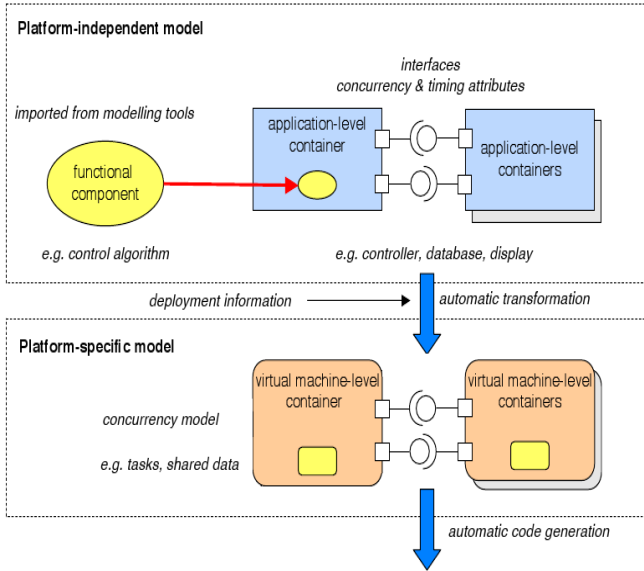 Platform-independent model
interfaces
concurrency & timing attributes
imported from modelling tools
functional
component
application-level
container
application-level
containers
e.g. control algorithm
e.g. controller, database, display
deployment information
automatic transformation
Platform-specific model
virtual machine-level
container
virtual machine-level
containers
concurrency model
e.g. tasks, shared data
automatic code generation